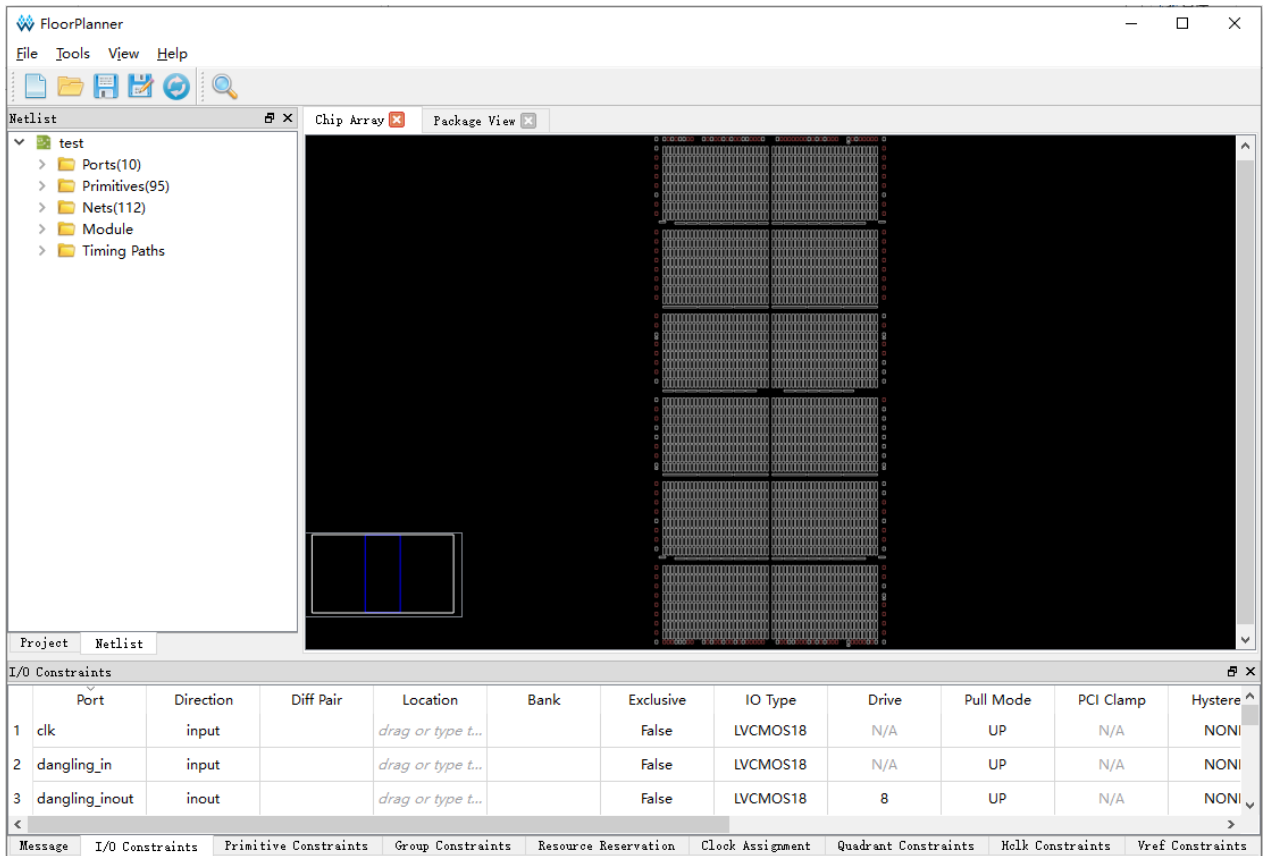 FloorPlanner
File Tools View Help
Netlist
Chip Array Package View
test
Ports(10)
Primitives(95)
Nets(112)
Module
Timing Paths
Project Netlist
I/O Constraints
Port Direction Diff Pair Location Bank Exclusive IO Type Drive Pull Mode PCI Clamp Hystere
1 clk input drag or type t... False LVCMOS18 N/A UP N/A NON
2 dangling_in input drag or type t... False LVCMOS18 N/A UP N/A NON
3 dangling_inout inout drag or type t... False LVCMOS18 8 UP N/A NON
Message I/O Constraints Primitive Constraints Group Constraints Resource Reservation Clock Assignment Quadrant Constraints Hclk Constraints Vref Constraints